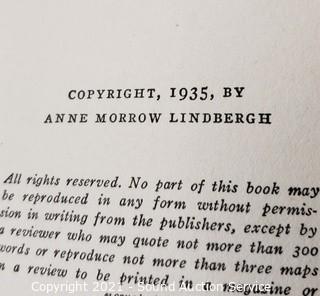 COPYRIGHT, 1935, BY
ANNE MORROW LINDBERGH
All rights reserved. No part of this book may
be reproduced in any form without permis-
sion in writing from the publishers, except by
a reviewer who may quote not more than 300
words or reproduce not more than three maps
in a review to be printed in a magazine or
Copyright 2021 - Sound Auction Service